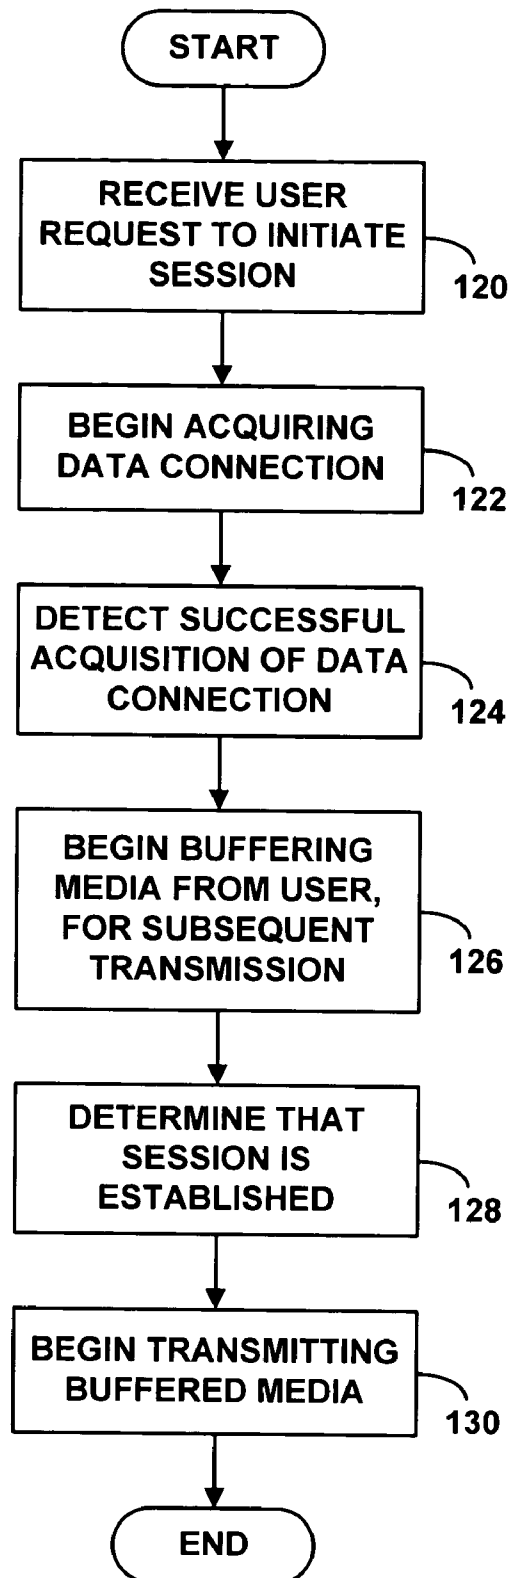 START
RECEIVE USER
REQUEST TO INITIATE
SESSION
120
BEGIN ACQUIRING
DATA CONNECTION
122
DETECT SUCCESSFUL
ACQUISITION OF DATA
CONNECTION
124
BEGIN BUFFERING
MEDIA FROM USER,
FOR SUBSEQUENT
TRANSMISSION
126
DETERMINE THAT
SESSION IS
ESTABLISHED
128
BEGIN TRANSMITTING
BUFFERED MEDIA
130
END